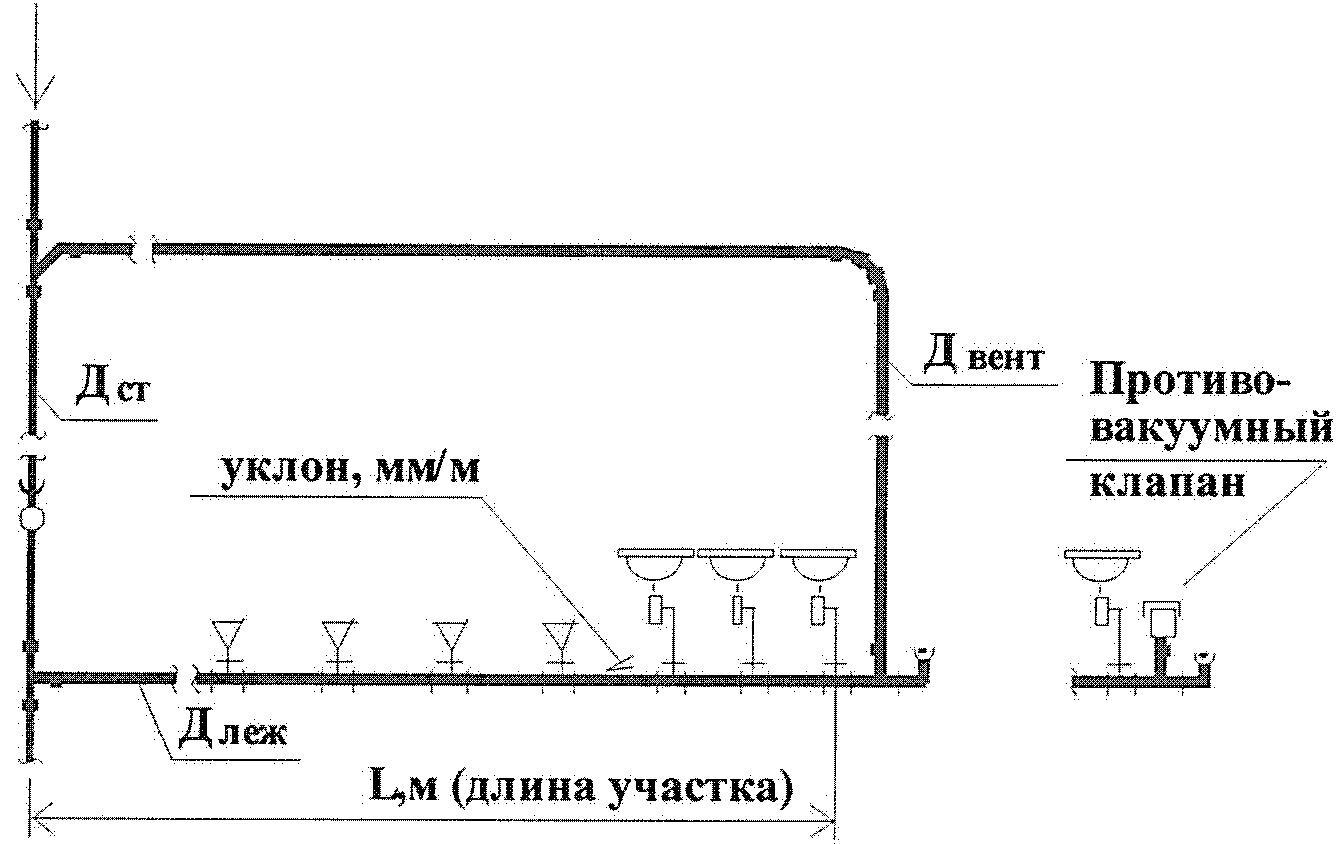 Д вент
Противо-
вакуумный
клапан
Д ст
уклон, мм/м
Д леж
L,м (длина участка)